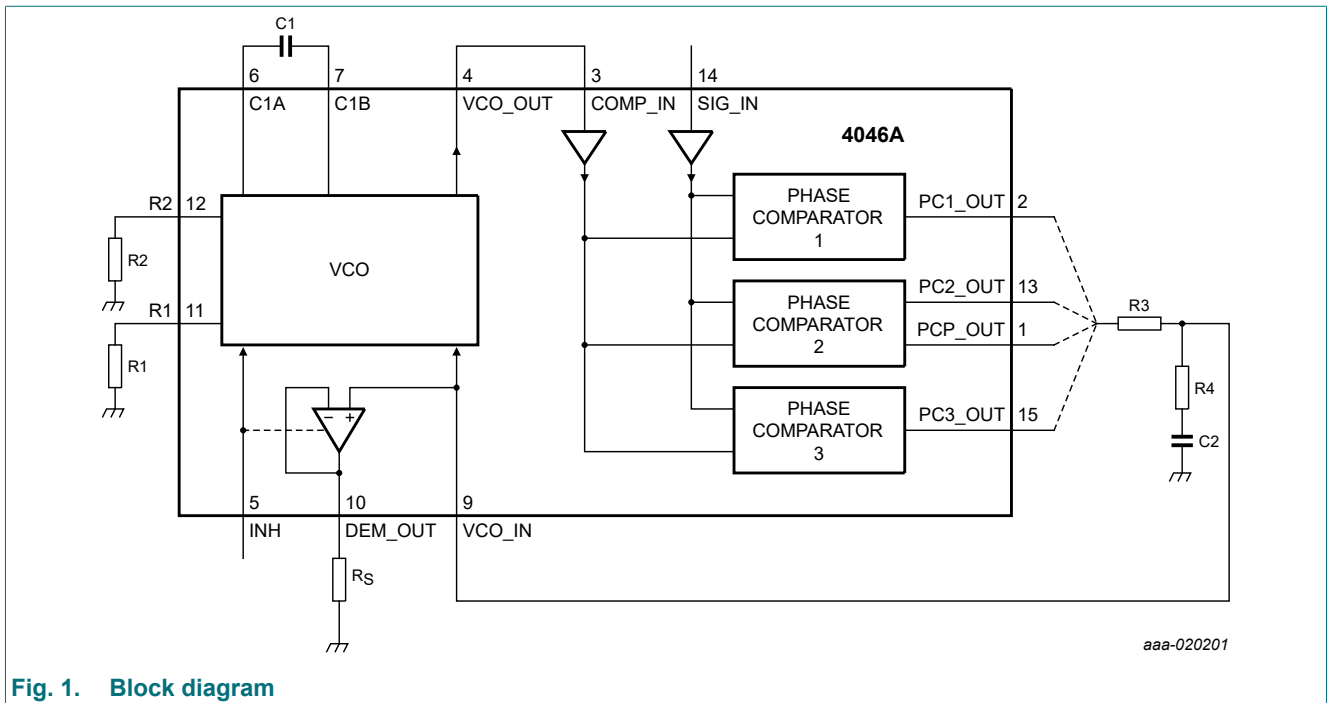 C1
6 7 4 3 14
C1A C1B VCO_OUT COMP_IN SIG_IN
4046A
PHASE
COMPARATOR
1
PC1_OUT 2
R2 12
R2
VCO
PHASE
COMPARATOR
2
PC2_OUT 13
PCP_OUT 1
R3
R1 11
R1
R4
C2
PHASE
COMPARATOR
3
PC3_OUT 15
− +
5 10 9
INH DEM_OUT VCO_IN
RS
aaa-020201
Fig. 1. Block diagram